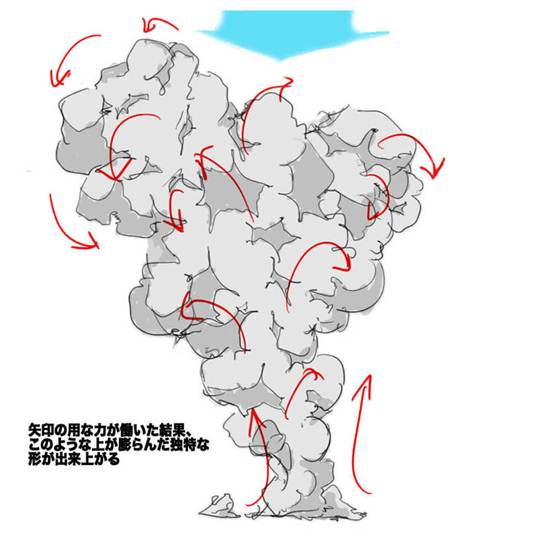 矢印の用な力が働いた結果、
このような上が膨らんだ独特な
形が出来上がる